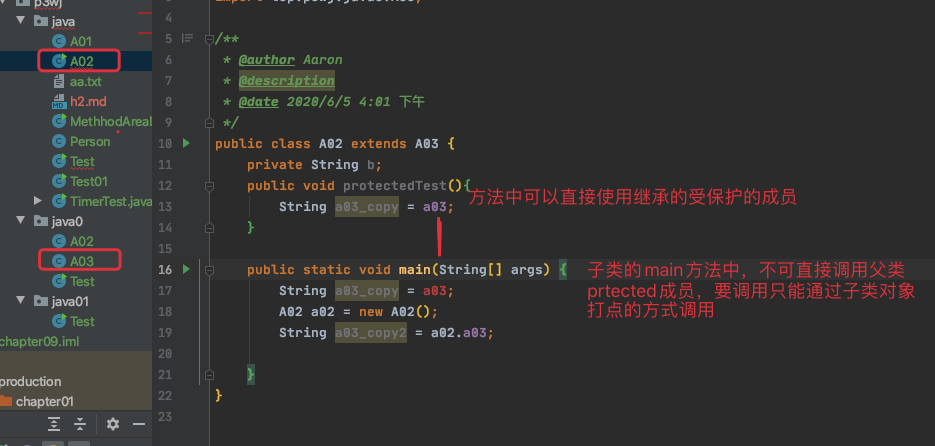 p3wj
java
A01
A02
aa.txt
h2.md
MethhodAreaD
Person
Test
Test01
TimerTest.java
java0
A02
A03
Test
java01
Test
chapter09.iml
production
chapter01
4
5 /**
6 * @author Aaron
7 * @description
8 * @date 2020/6/5 4:01 下午
9 */
10 public class A02 extends A03 {
11 private String b;
12 public void protectedTest(){
13 String a03_copy = a03;
方法中可以直接使用继承的受保护的成员
14 }
15
16 public static void main(String[] args) {
17 String a03_copy = a03;
18 A02 a02 = new A02();
19 String a03_copy2 = a02.a03;
20
21 }
22 }
23
子类的main方法中，不可直接调用父类
prtected成员，要调用只能通过子类对象
打点的方式调用